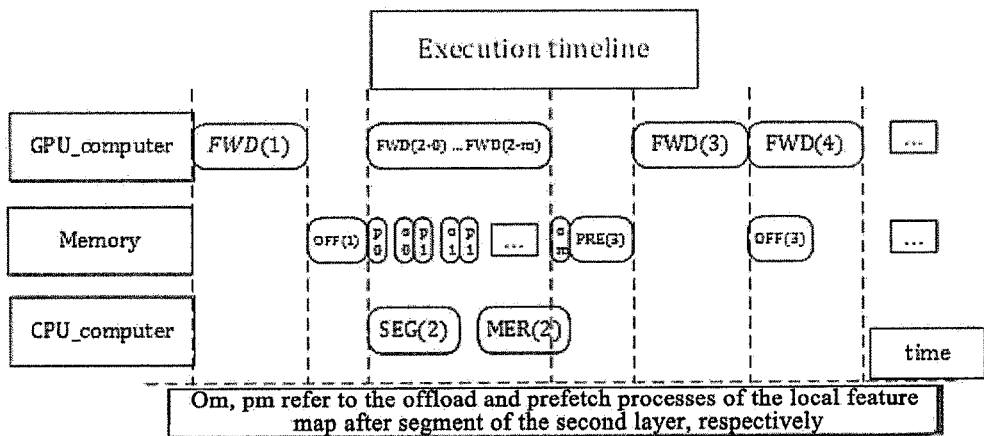 Execution timeline
GPU_computer
FWD(1)
FWD(2-0) ...FWD(2-m)
FWD(3)
FWD(4)
...
Memory
OFF(1)
p
0
o
0
p
1
o
1
p
1
...
o
m
PRE(3)
OFF(3)
...
CPU_computer
SEG(2)
MER(2)
time
Om, pm refer to the offload and prefetch processes of the local feature
map after segment of the second layer, respectively